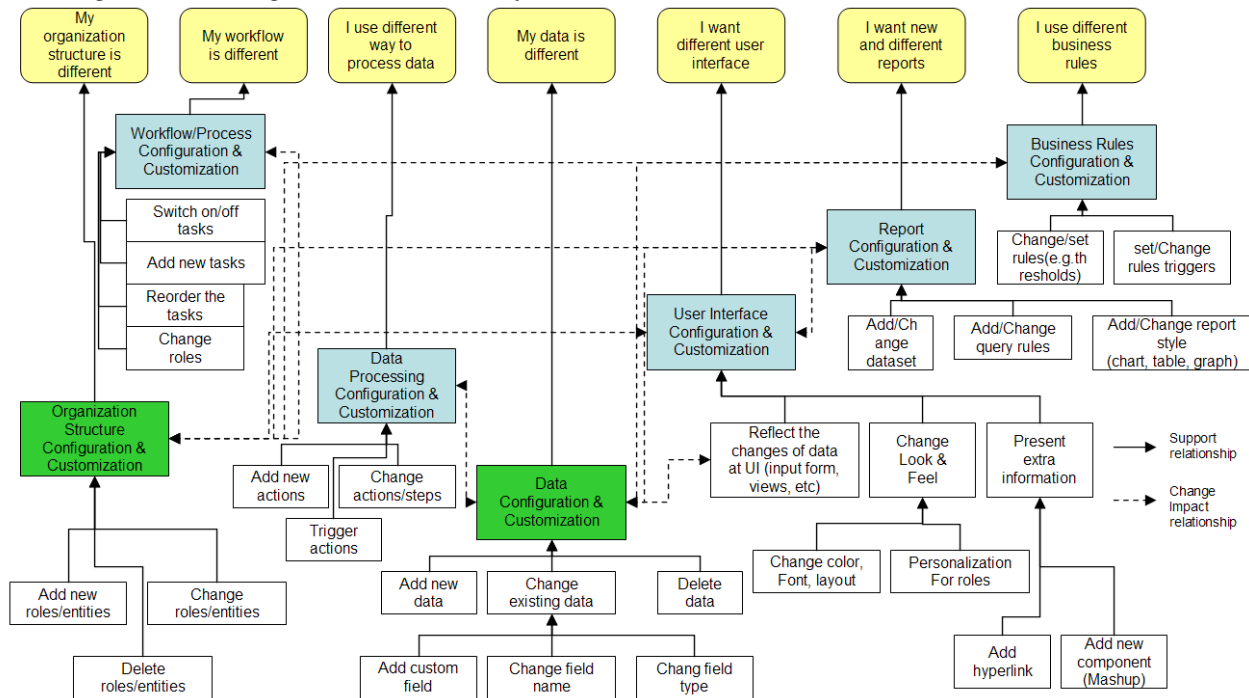 My
organization
structure is
different
My workflow
is different
I use different
way to
process data
My data is
different
I want
different user
interface
I want new
and different
reports
I use different
business
rules
Workflow/Process
Configuration &
Customization
Business Rules
Configuration &
Customization
Switch on/off
tasks
Add new tasks
Reorder the
tasks
Change
roles
Report
Configuration &
Customization
Change/set
rules(e.g.th
resholds)
set/Change
rules triggers
User Interface
Configuration &
Customization
Add/Ch
ange
dataset
Add/Change
query rules
Add/Change report
style
(chart, table, graph)
Data
Processing
Configuration &
Customization
Organization
Structure
Configuration &
Customization
Add new
actions
Change
actions/steps
Trigger
actions
Data
Configuration &
Customization
Reflect the
changes of data
at UI (input form,
views, etc)
Change
Look &
Feel
Present
extra
information
Support
relationship
Change
Impact
relationship
Add new
roles/entities
Change
roles/entities
Delete
roles/entities
Add new
data
Change
existing data
Delete
data
Change color,
Font, layout
Personalization
For roles
Add custom
field
Change field
name
Chang field
type
Add
hyperlink
Add new
component
(Mashup)